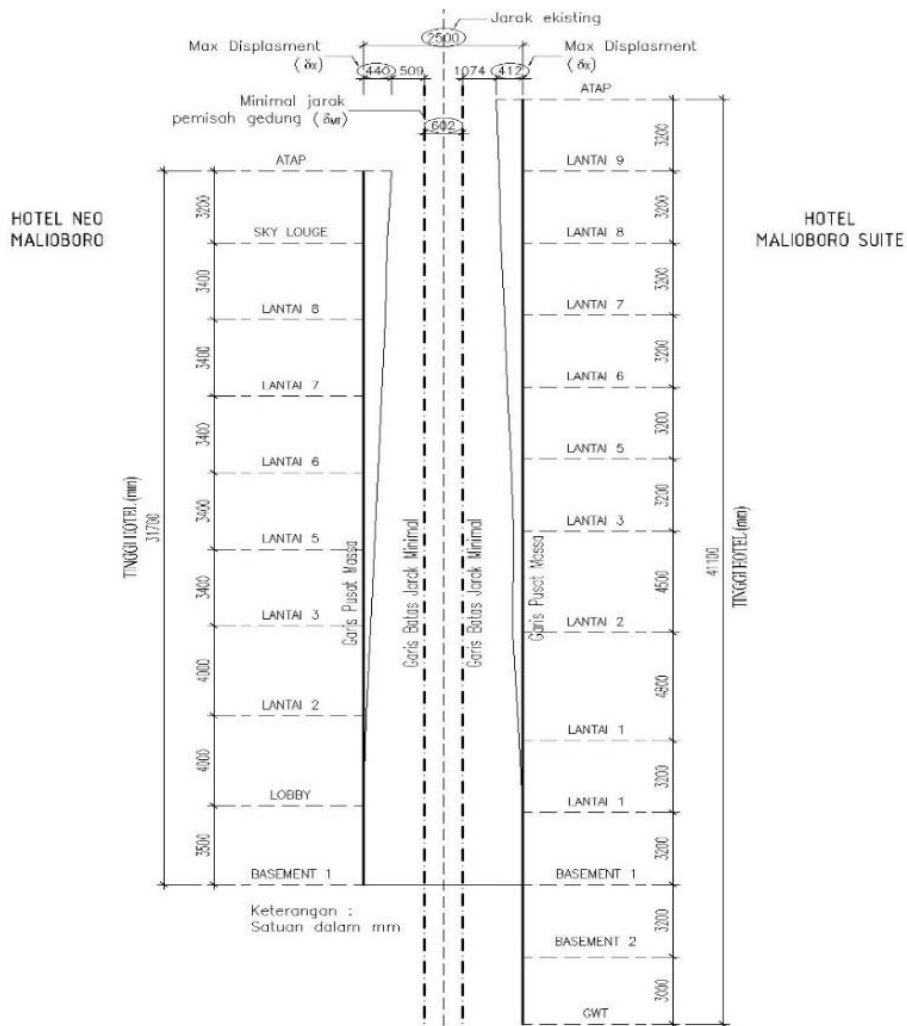 Jarak ekisting
2500
Max Displasment
( δx)
440
509
1074
412
Max Displasment
( δx)
Minimal jarak
pemisah gedung ( δMT)
602
HOTEL NEO
MALIOBORO
TINGGI HOTEL (mm)
31700
ATAP
3200
SKY LOUGE
3400
LANTAI 8
3400
LANTAI 7
3400
LANTAI 6
3400
LANTAI 5
3400
LANTAI 3
4000
LANTAI 2
4000
LOBBY
3500
BASEMENT 1
Garis Pusat Massa
Garis Batas Jarak Minimal
Garis Batas Jarak Minimal
Garis Pusat Massa
HOTEL
MALIOBORO SUITE
ATAP
3200
LANTAI 9
3200
LANTAI 8
3200
LANTAI 7
3200
LANTAI 6
3200
LANTAI 5
3200
LANTAI 3
4500
LANTAI 2
4800
LANTAI 1
3200
LANTAI 1
3200
BASEMENT 1
3200
BASEMENT 2
3000
GWT
41100
TINGGI HOTEL (mm)
Keterangan :
Satuan dalam mm